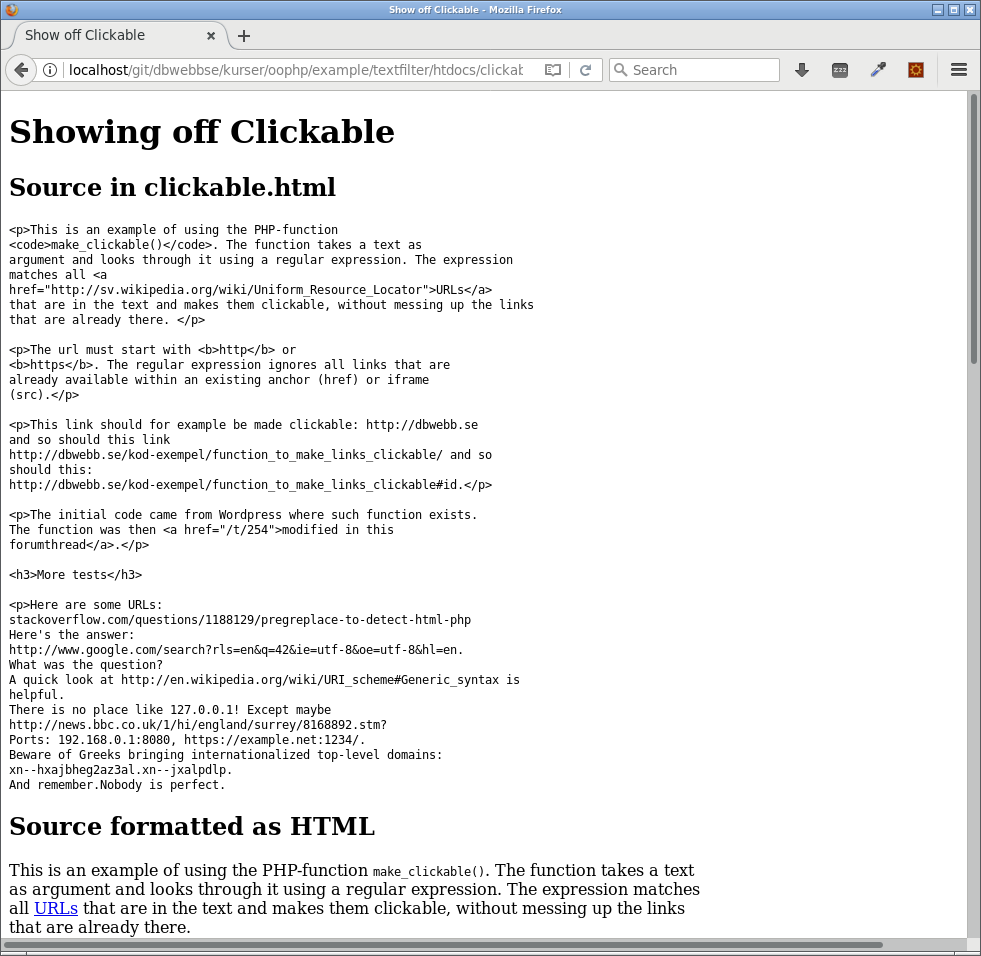 Show off Clickable - Mozilla Firefox
Show off Clickable
localhost/git/dbwebbse/kurser/oophp/example/textfilter/htdocs/clickab
Search
zzz
Showing off Clickable
Source in clickable.html
<p>This is an example of using the PHP-function
<code>make_clickable()</code>. The function takes a text as
argument and looks through it using a regular expression. The expression
matches all <a
href="http://sv.wikipedia.org/wiki/Uniform_Resource_Locator">URLs</a>
that are in the text and makes them clickable, without messing up the links
that are already there. </p>
<p>The url must start with <b>http</b> or
<b>https</b>. The regular expression ignores all links that are
already available within an existing anchor (href) or iframe
(src).</p>
<p>This link should for example be made clickable: http://dbwebb.se
and so should this link
http://dbwebb.se/kod-exempel/function_to_make_links_clickable/ and so
should this:
http://dbwebb.se/kod-exempel/function_to_make_links_clickable#id.</p>
<p>The initial code came from Wordpress where such function exists.
The function was then <a href="/t/254">modified in this
forumthread</a>.</p>
<h3>More tests</h3>
<p>Here are some URLs:
stackoverflow.com/questions/1188129/pregreplace-to-detect-html-php
Here's the answer:
http://www.google.com/search?rls=en&q=42&ie=utf-8&oe=utf-8&hl=en.
What was the question?
A quick look at http://en.wikipedia.org/wiki/URI_scheme#Generic_syntax is
helpful.
There is no place like 127.0.0.1! Except maybe
http://news.bbc.co.uk/1/hi/england/surrey/8168892.stm?
Ports: 192.168.0.1:8080, https://example.net:1234/.
Beware of Greeks bringing internationalized top-level domains:
xn--hxajbheg2az3al.xn--jxalpdlp.
And remember.Nobody is perfect.
Source formatted as HTML
This is an example of using the PHP-function make_clickable(). The function takes a text
as argument and looks through it using a regular expression. The expression matches
all URLs that are in the text and makes them clickable, without messing up the links
that are already there.